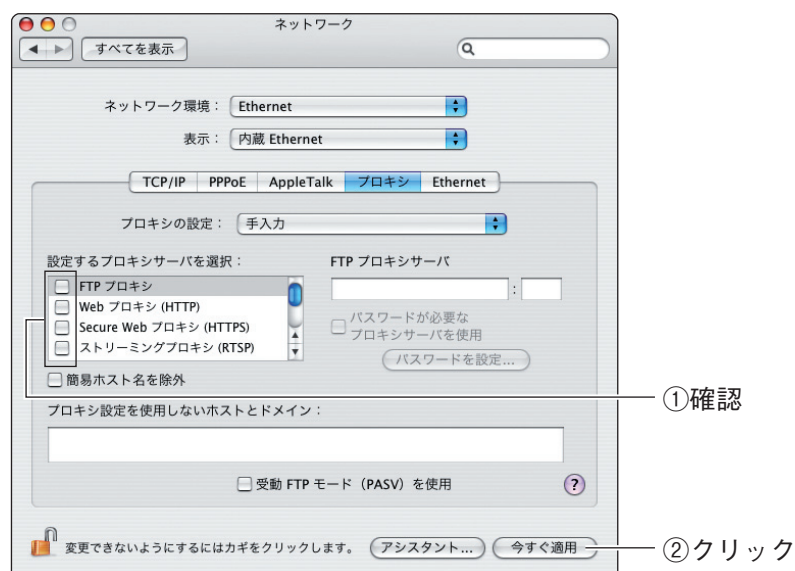 ネットワーク
すべてを表示
ネットワーク環境： Ethernet
表示： 内蔵 Ethernet
TCP/IP PPPoE AppleTalk プロキシ Ethernet
プロキシの設定： 手入力
設定するプロキシサーバを選択： FTP プロキシサーバ
FTP プロキシ
:
Web プロキシ (HTTP)
パスワードが必要な
Secure Web プロキシ (HTTPS)
プロキシサーバを使用
ストリーミングプロキシ (RTSP)
パスワードを設定...
簡易ホスト名を除外
①確認
プロキシ設定を使用しないホストとドメイン：
受動 FTP モード（PASV）を使用 ?
変更できないようにするにはカギをクリックします。 アシスタント... 今すぐ適用
②クリック